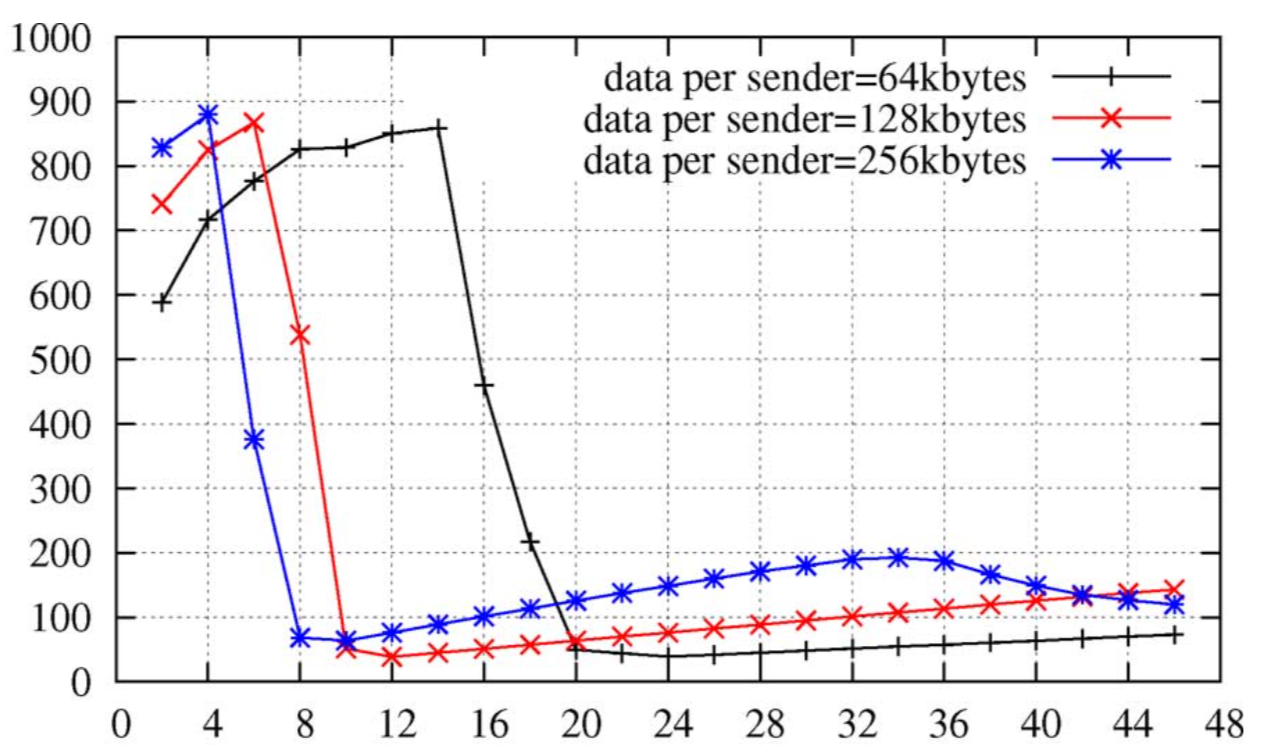 1000
900
800
700
600
500
400
300
200
100
0
data per sender=64kbytes
data per sender=128kbytes
data per sender=256kbytes
0 4 8 12 16 20 24 28 32 36 40 44 48